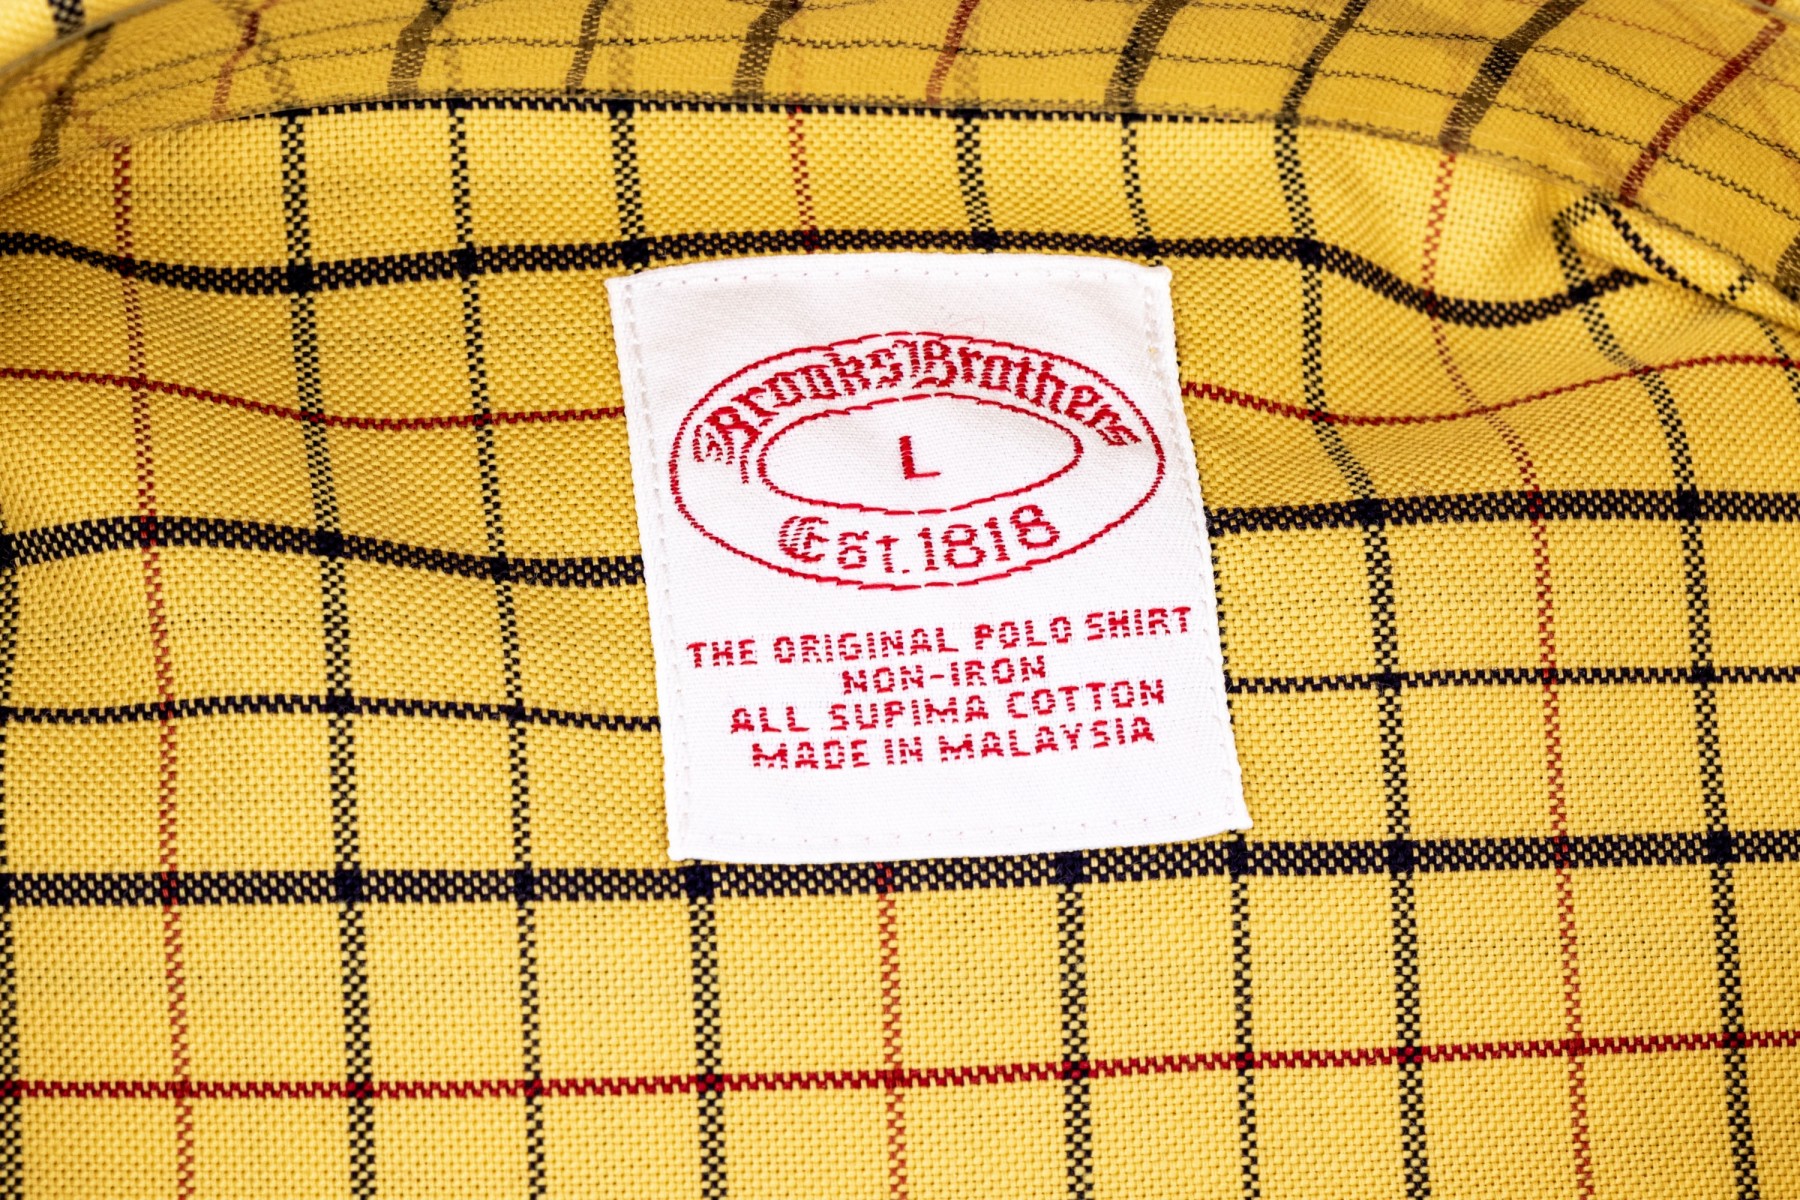 Brooks Brothers
L
Est. 1818
THE ORIGINAL POLO SHIRT
NON-IRON
ALL SUPIMA COTTON
MADE IN MALAYSIA